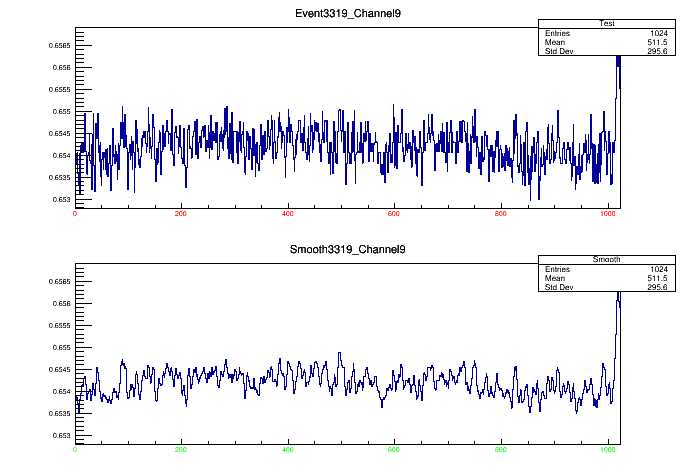 Event3319_Channel9
Test
Entries 1024
Mean 511.5
Std Dev 295.6
0.6565
0.656
0.6555
0.655
0.6545
0.654
0.6535
0.653
0 200 400 600 800 1000
Smooth3319_Channel9
Smooth
Entries 1024
Mean 511.5
Std Dev 295.6
0.6565
0.656
0.6555
0.655
0.6545
0.654
0.6535
0.653
0 200 400 600 800 1000